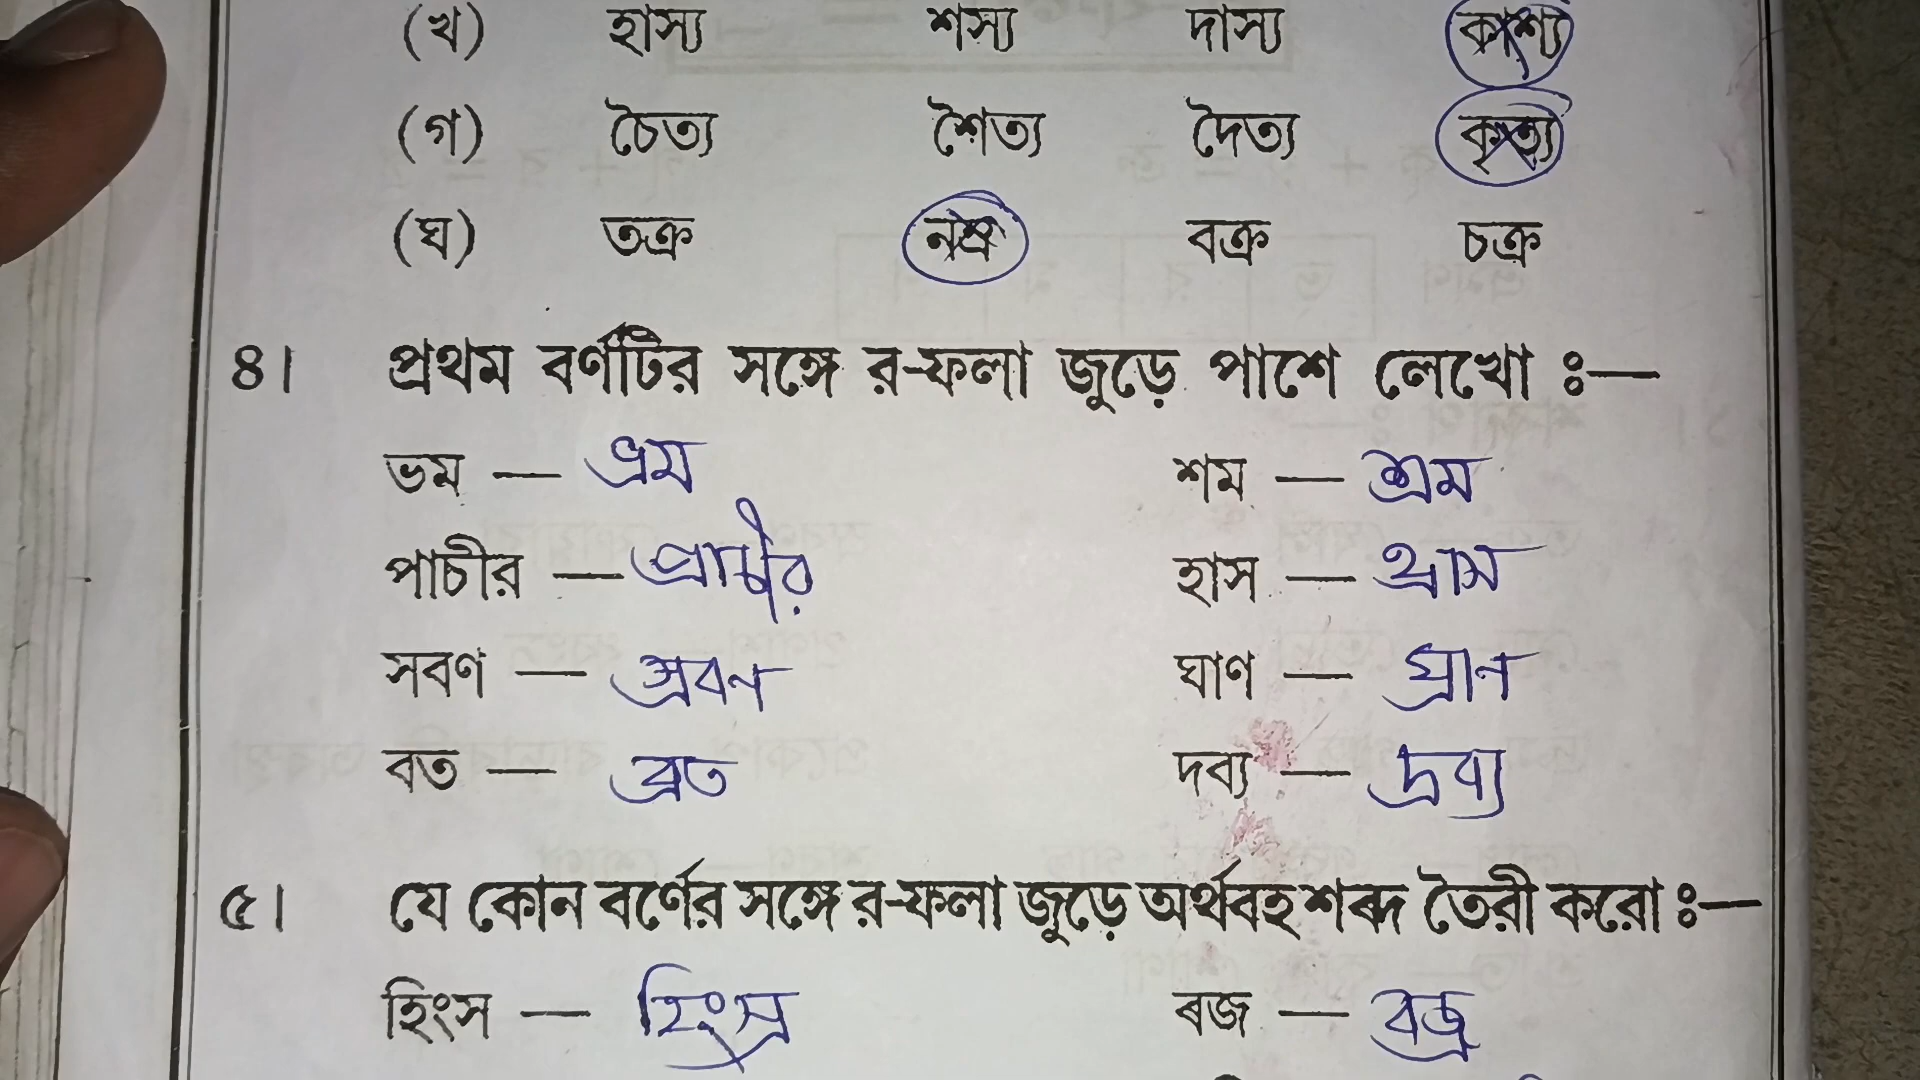 (খ) হাস্য শস্য দাস্য কাশ্য
(গ) চৈত্য শৈত্য দৈত্য কৃত্য
(ঘ) তক্র নম্র বক্র চক্র
৪। প্রথম বর্ণটির সঙ্গে র-ফলা জুড়ে পাশে লেখো ঃ—
ভম — ভ্রম শম — শ্রম
পাচীর — প্রাচীর হাস — হ্রাস
সবণ — স্রবন ঘাণ — ঘ্রান
বত — ব্রত দব্য — দ্রব্য
৫। যে কোন বর্ণের সঙ্গে র-ফলা জুড়ে অর্থবহ শব্দ তৈরী করো ঃ—
হিংস — হিংস্র ৰজ — বজ্র